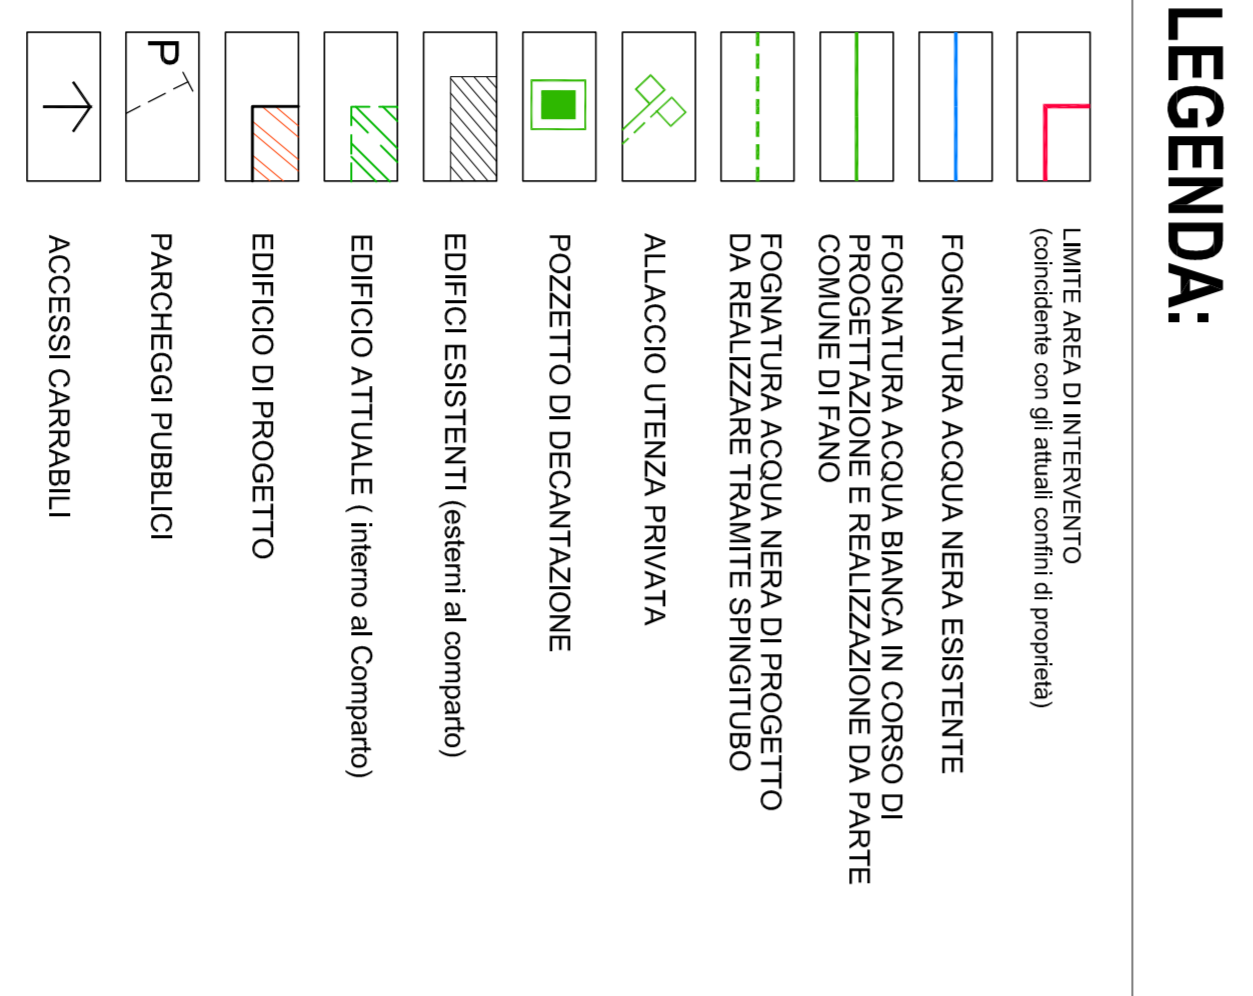 LEGENDA:
LIMITE AREA DI INTERVENTO
(coincidente con gli attuali confini di proprietà)
FOGNATURA ACQUA NERA ESISTENTE
FOGNATURA ACQUA BIANCA IN CORSO DI
PROGETTAZIONE E REALIZZAZIONE DA PARTE
COMUNE DI FANO
FOGNATURA ACQUA NERA DI PROGETTO
DA REALIZZARE TRAMITE SPINGITUBO
ALLACCIO UTENZA PRIVATA
POZZETTO DI DECANTAZIONE
EDIFICI ESISTENTI (esterni al comparto)
EDIFICIO ATTUALE ( interno al Comparto)
EDIFICIO DI PROGETTO
P
PARCHEGGI PUBBLICI
ACCESSI CARRABILI